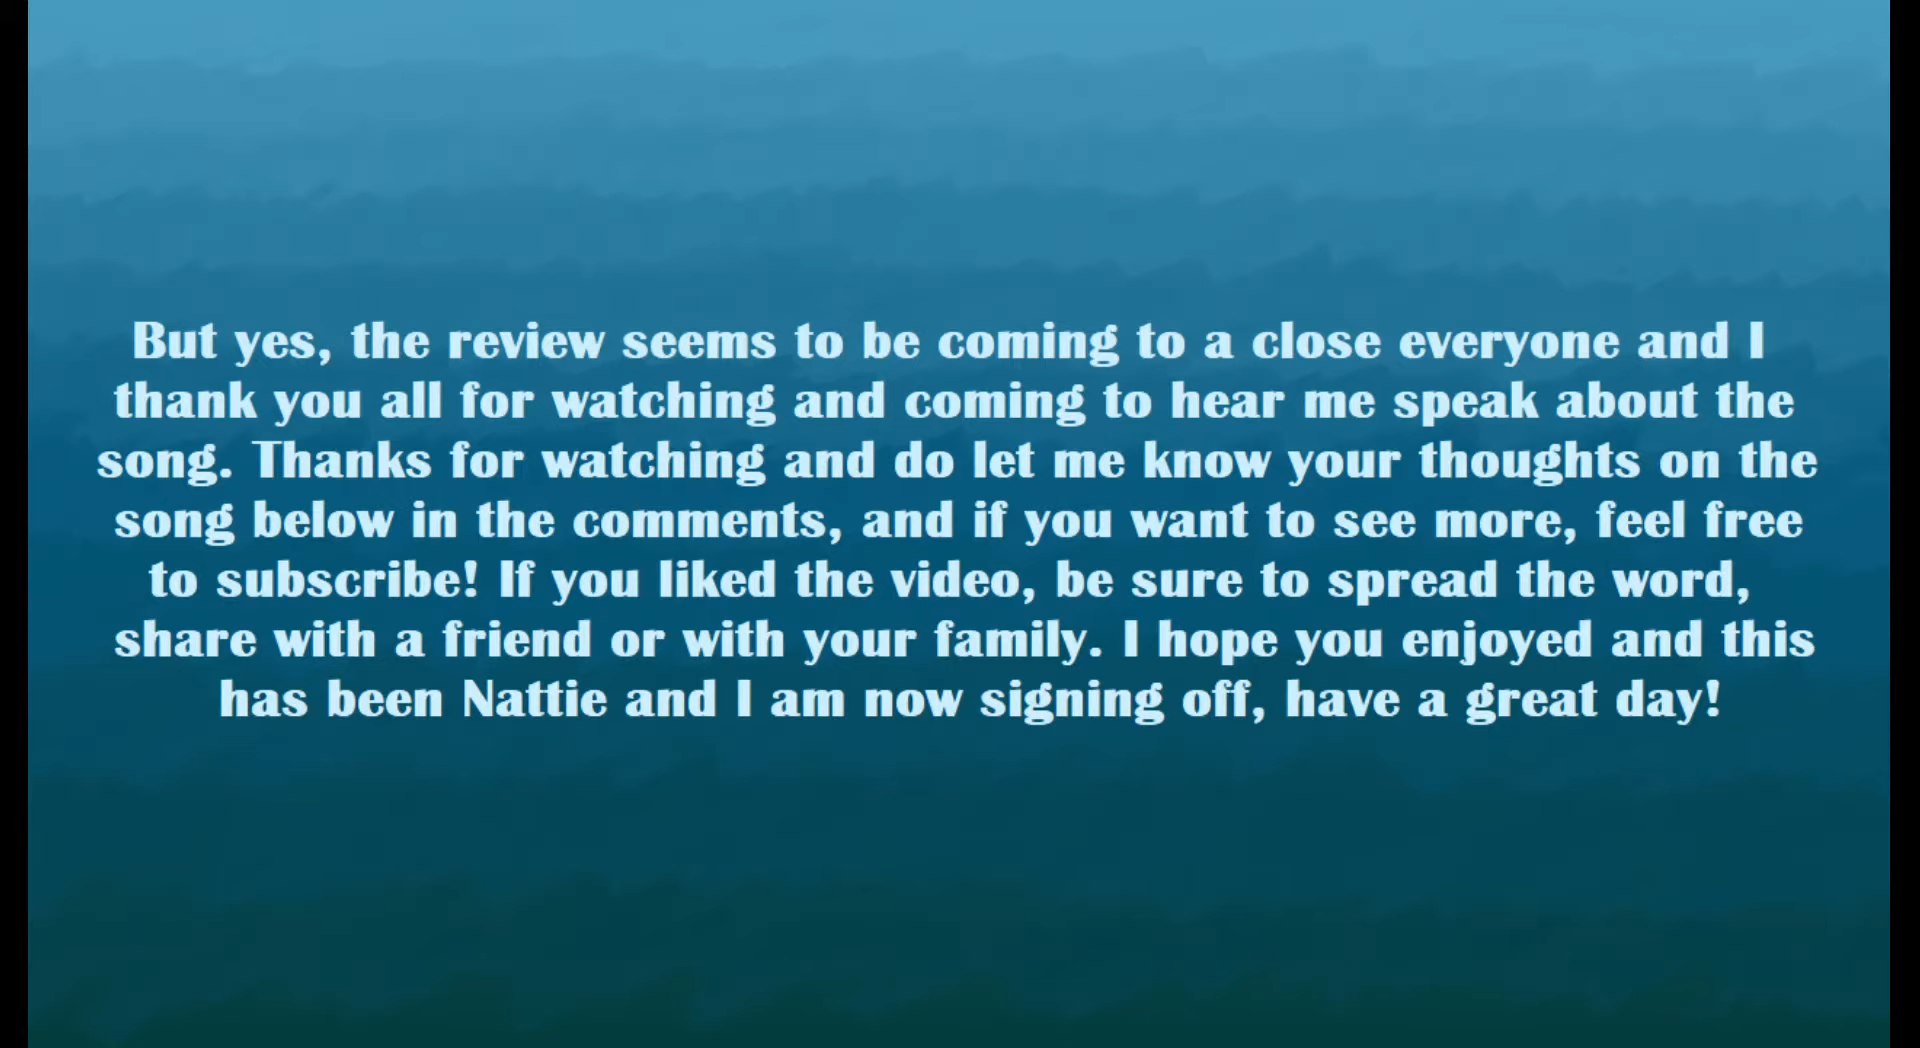 But yes, the review seems to be coming to a close everyone and I
thank you all for watching and coming to hear me speak about the
song. Thanks for watching and do let me know your thoughts on the
song below in the comments, and if you want to see more, feel free
to subscribe! If you liked the video, be sure to spread the word,
share with a friend or with your family. I hope you enjoyed and this
has been Nattie and I am now signing off, have a great day!